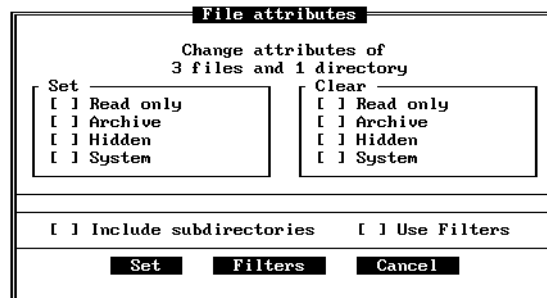 File attributes
Change attributes of
3 files and 1 directory
Set Clear
[ ] Read only [ ] Read only
[ ] Archive [ ] Archive
[ ] Hidden [ ] Hidden
[ ] System [ ] System
[ ] Include subdirectories [ ] Use Filters
Set Filters Cancel